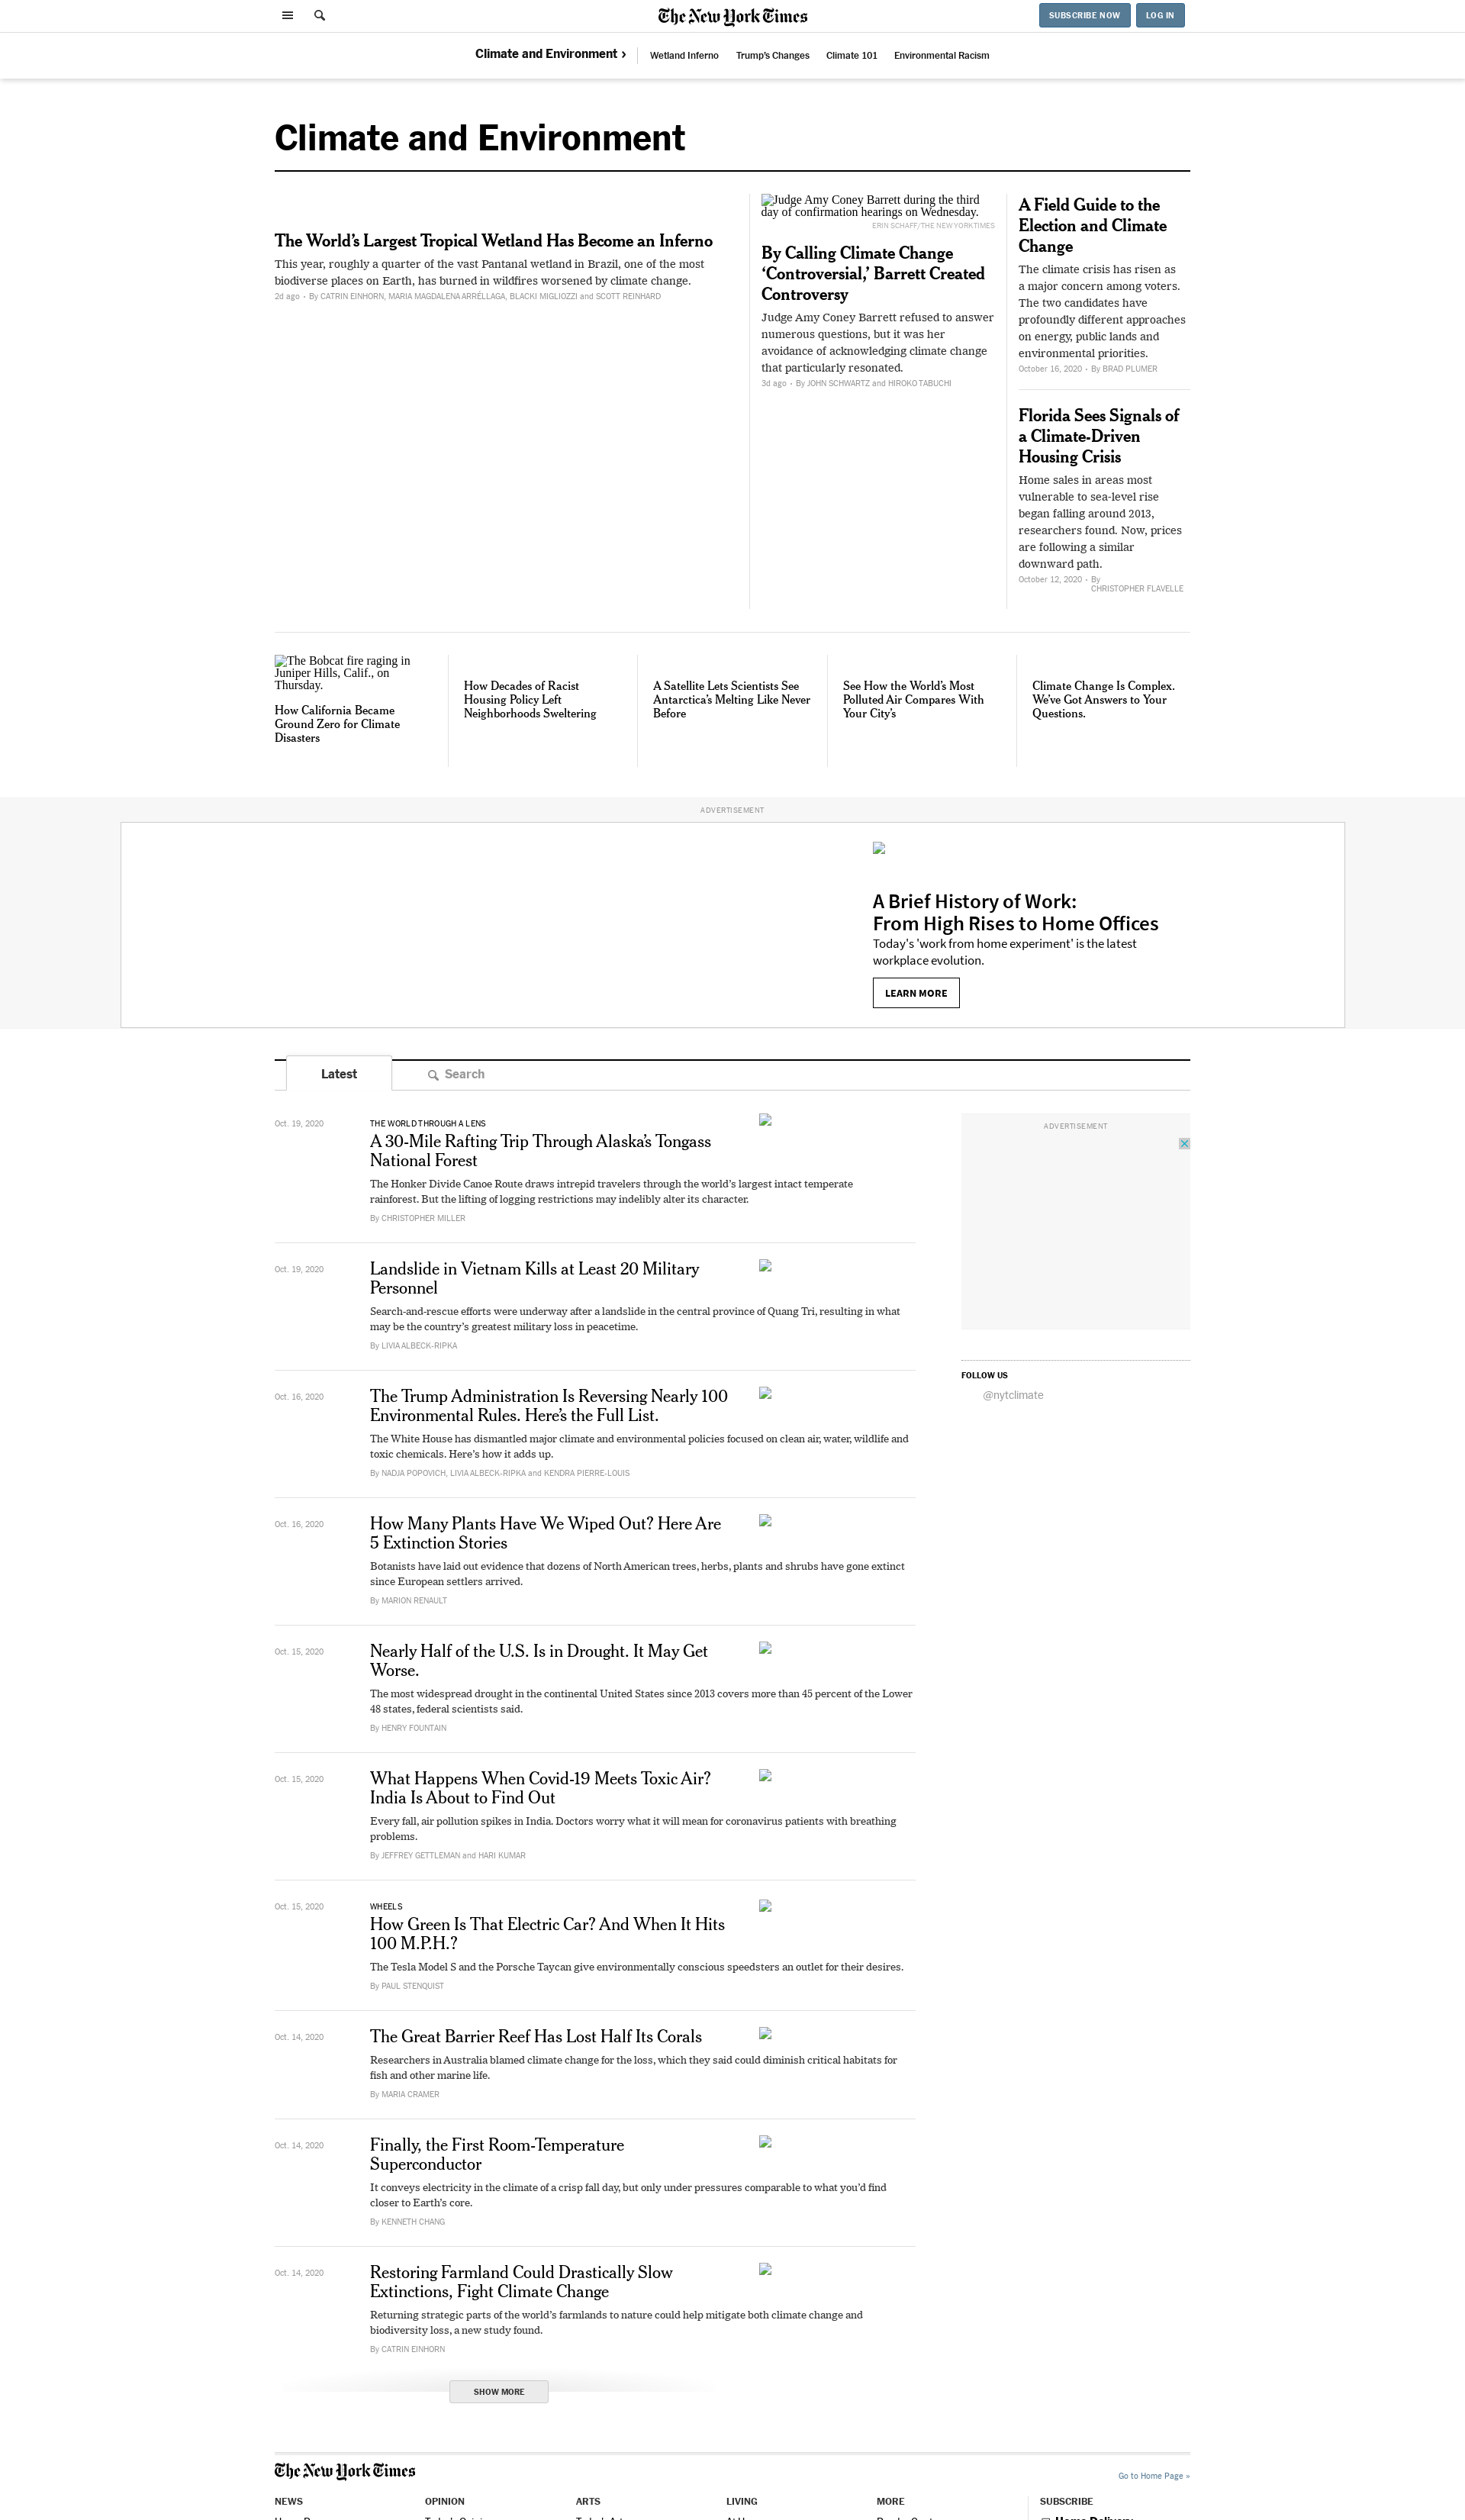 The New York Times
SUBSCRIBE NOW
LOG IN
Climate and Environment ›
Wetland Inferno
Trump's Changes
Climate 101
Environmental Racism
Climate and Environment
The World's Largest Tropical Wetland Has Become an Inferno
This year, roughly a quarter of the vast Pantanal wetland in Brazil, one of the most
biodiverse places on Earth, has burned in wildfires worsened by climate change.
2d ago • By CATRIN EINHORN, MARIA MAGDALENA ARRÉLLAGA, BLACKI MIGLIOZZI and SCOTT REINHARD
Judge Amy Coney Barrett during the third
day of confirmation hearings on Wednesday.
ERIN SCHAFF/THE NEW YORK TIMES
By Calling Climate Change
‘Controversial,’ Barrett Created
Controversy
Judge Amy Coney Barrett refused to answer
numerous questions, but it was her
avoidance of acknowledging climate change
that particularly resonated.
3d ago • By JOHN SCHWARTZ and HIROKO TABUCHI
A Field Guide to the
Election and Climate
Change
The climate crisis has risen as
a major concern among voters.
The two candidates have
profoundly different approaches
on energy, public lands and
environmental priorities.
October 16, 2020 • By BRAD PLUMER
Florida Sees Signals of
a Climate-Driven
Housing Crisis
Home sales in areas most
vulnerable to sea-level rise
began falling around 2013,
researchers found. Now, prices
are following a similar
downward path.
October 12, 2020 • By
CHRISTOPHER FLAVELLE
The Bobcat fire raging in
Juniper Hills, Calif., on
Thursday.
How California Became
Ground Zero for Climate
Disasters
How Decades of Racist
Housing Policy Left
Neighborhoods Sweltering
A Satellite Lets Scientists See
Antarctica’s Melting Like Never
Before
See How the World’s Most
Polluted Air Compares With
Your City’s
Climate Change Is Complex.
We’ve Got Answers to Your
Questions.
ADVERTISEMENT
A Brief History of Work:
From High Rises to Home Offices
Today's 'work from home experiment' is the latest
workplace evolution.
LEARN MORE
Latest
Search
Oct. 19, 2020
THE WORLD THROUGH A LENS
A 30-Mile Rafting Trip Through Alaska’s Tongass
National Forest
The Honker Divide Canoe Route draws intrepid travelers through the world’s largest intact temperate
rainforest. But the lifting of logging restrictions may indelibly alter its character.
By CHRISTOPHER MILLER
ADVERTISEMENT
Oct. 19, 2020
Landslide in Vietnam Kills at Least 20 Military
Personnel
Search-and-rescue efforts were underway after a landslide in the central province of Quang Tri, resulting in what
may be the country’s greatest military loss in peacetime.
By LIVIA ALBECK-RIPKA
FOLLOW US
@nytclimate
Oct. 16, 2020
The Trump Administration Is Reversing Nearly 100
Environmental Rules. Here’s the Full List.
The White House has dismantled major climate and environmental policies focused on clean air, water, wildlife and
toxic chemicals. Here’s how it adds up.
By NADJA POPOVICH, LIVIA ALBECK-RIPKA and KENDRA PIERRE-LOUIS
Oct. 16, 2020
How Many Plants Have We Wiped Out? Here Are
5 Extinction Stories
Botanists have laid out evidence that dozens of North American trees, herbs, plants and shrubs have gone extinct
since European settlers arrived.
By MARION RENAULT
Oct. 15, 2020
Nearly Half of the U.S. Is in Drought. It May Get
Worse.
The most widespread drought in the continental United States since 2013 covers more than 45 percent of the Lower
48 states, federal scientists said.
By HENRY FOUNTAIN
Oct. 15, 2020
What Happens When Covid-19 Meets Toxic Air?
India Is About to Find Out
Every fall, air pollution spikes in India. Doctors worry what it will mean for coronavirus patients with breathing
problems.
By JEFFREY GETTLEMAN and HARI KUMAR
Oct. 15, 2020
WHEELS
How Green Is That Electric Car? And When It Hits
100 M.P.H.?
The Tesla Model S and the Porsche Taycan give environmentally conscious speedsters an outlet for their desires.
By PAUL STENQUIST
Oct. 14, 2020
The Great Barrier Reef Has Lost Half Its Corals
Researchers in Australia blamed climate change for the loss, which they said could diminish critical habitats for
fish and other marine life.
By MARIA CRAMER
Oct. 14, 2020
Finally, the First Room-Temperature
Superconductor
It conveys electricity in the climate of a crisp fall day, but only under pressures comparable to what you’d find
closer to Earth’s core.
By KENNETH CHANG
Oct. 14, 2020
Restoring Farmland Could Drastically Slow
Extinctions, Fight Climate Change
Returning strategic parts of the world’s farmlands to nature could help mitigate both climate change and
biodiversity loss, a new study found.
By CATRIN EINHORN
SHOW MORE
The New York Times
Go to Home Page »
NEWS
OPINION
ARTS
LIVING
MORE
SUBSCRIBE